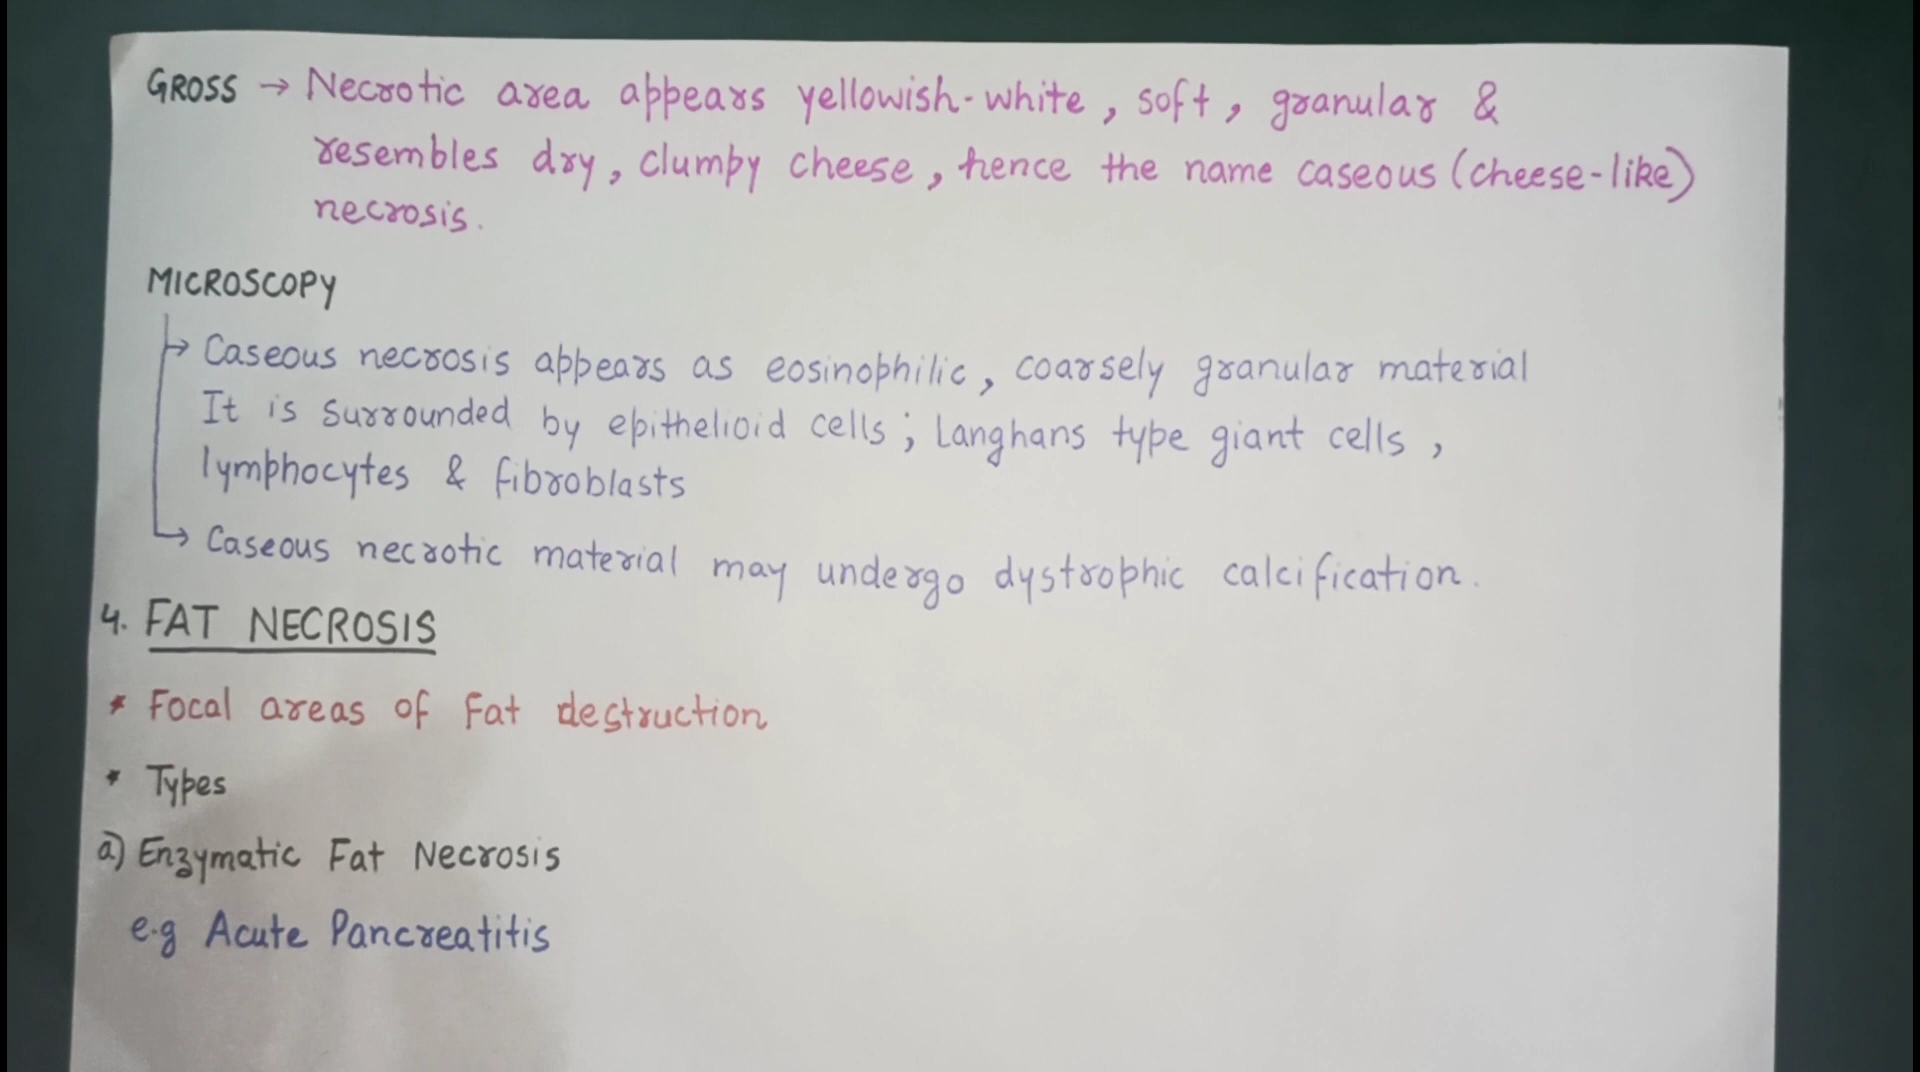 GROSS → Necrotic area appears yellowish-white, soft, granular &
resembles dry, clumpy cheese, hence the name caseous (cheese-like)
necrosis.
MICROSCOPY
→ Caseous necrosis appears as eosinophilic, coarsely granular material
It is surrounded by epithelioid cells; Langhans type giant cells,
lymphocytes & fibroblasts
→ Caseous necrotic material may undergo dystrophic calcification.
4. FAT NECROSIS
* Focal areas of Fat destruction
* Types
a) Enzymatic Fat Necrosis
e.g Acute Pancreatitis